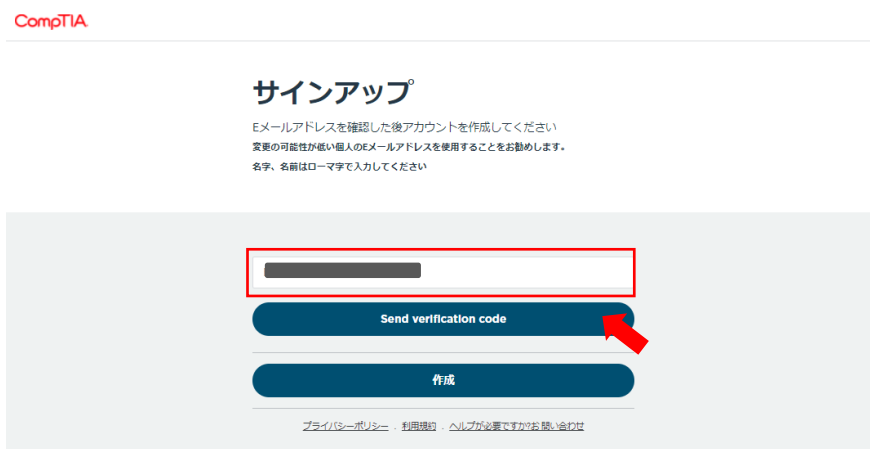 CompTIA.
サインアップ
Eメールアドレスを確認した後アカウントを作成してください
変更の可能性が低い個人のEメールアドレスを使用することをお勧めします。
名字、名前はローマ字で入力してください
Send verification code
作成
プライバシーポリシー . 利用規約 . ヘルプが必要ですか?お問い合わせ